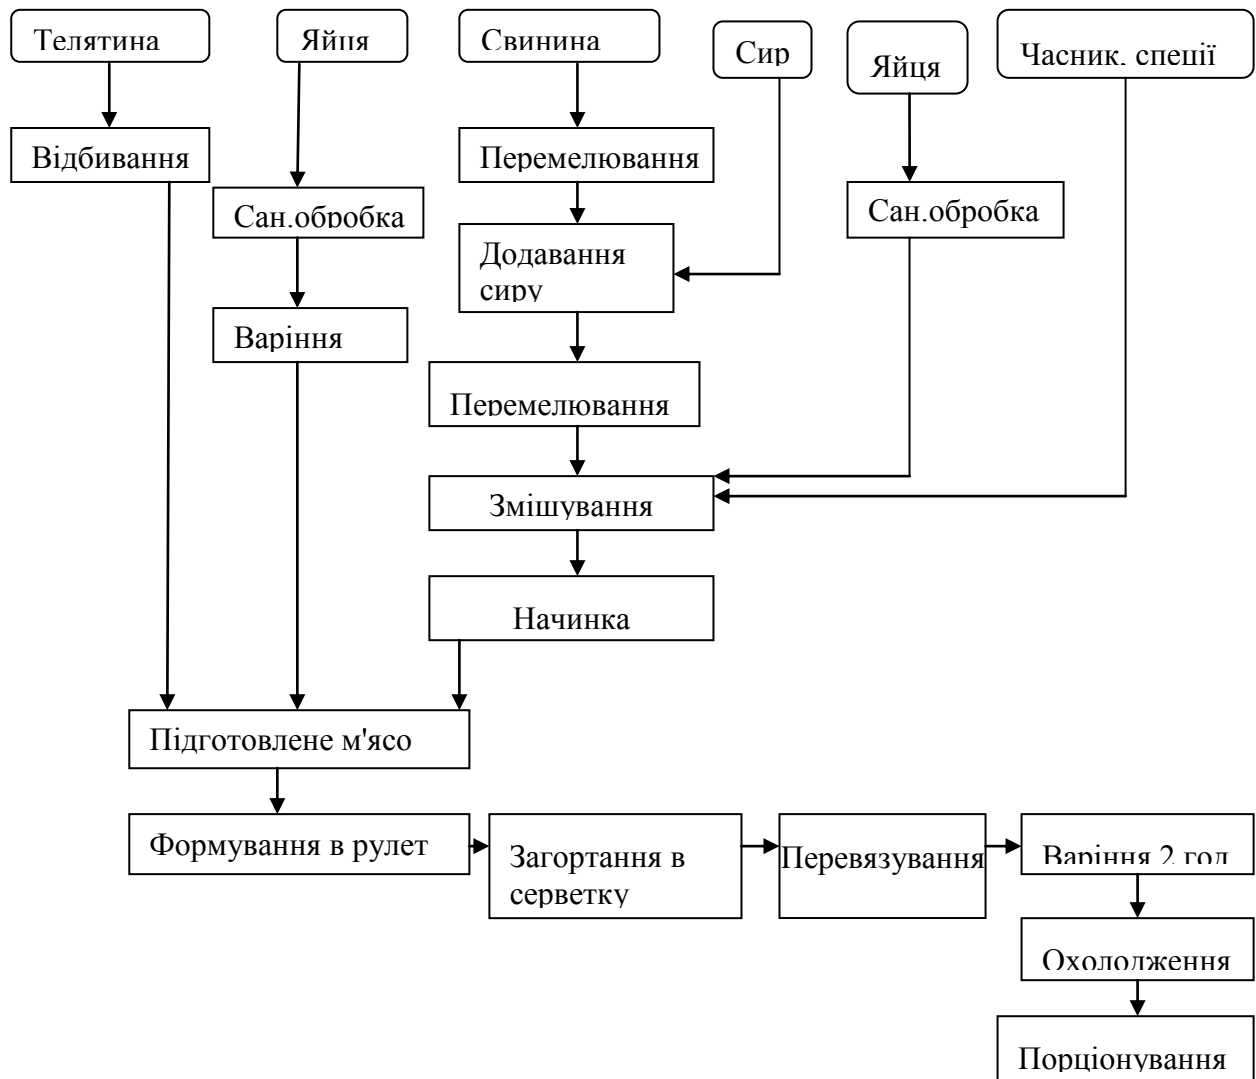 Телятина
Яйця
Свинина
Сир
Яйця
Часник, спеції
Відбивання
Перемелювання
Сан.обробка
Сан.обробка
Додавання
сиру
Варіння
Перемелювання
Змішування
Начинка
Підготовлене м'ясо
Формування в рулет
Загортання в
серветку
Перевязування
Варіння 2 год
Охолодження
Порціонування